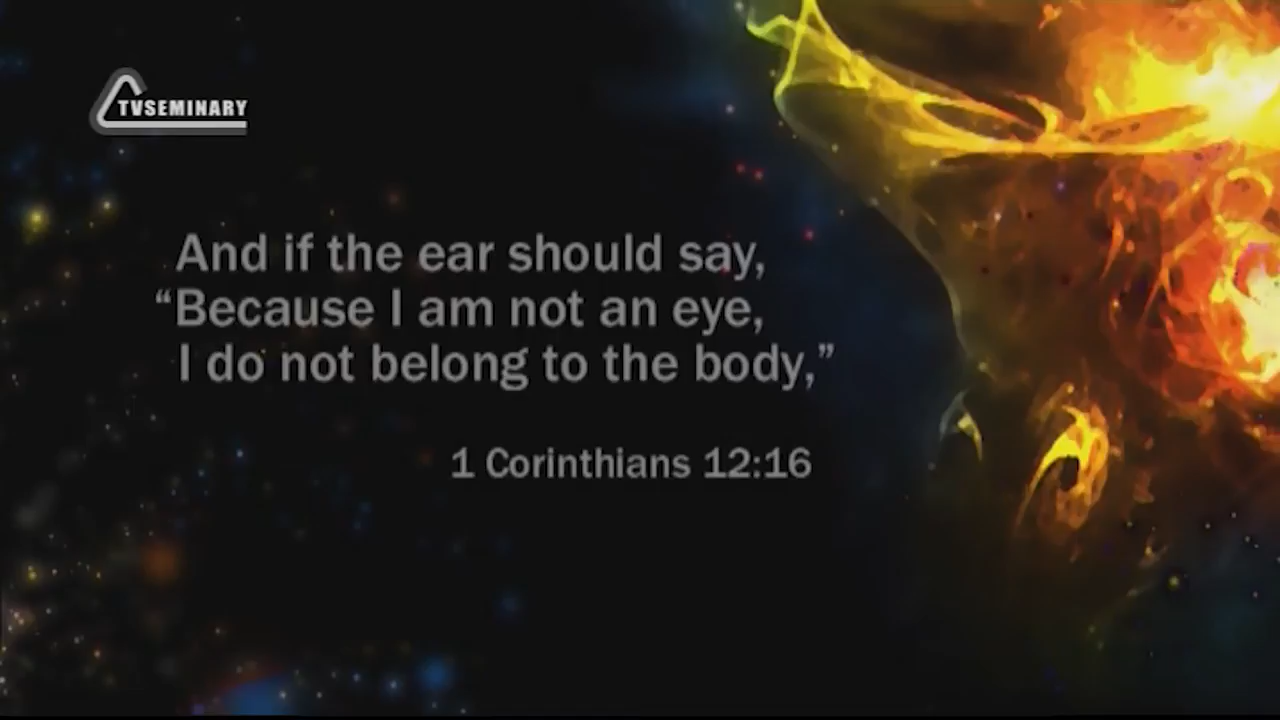 TVSEMINARY
And if the ear should say,
“Because I am not an eye,
I do not belong to the body,”
1 Corinthians 12:16